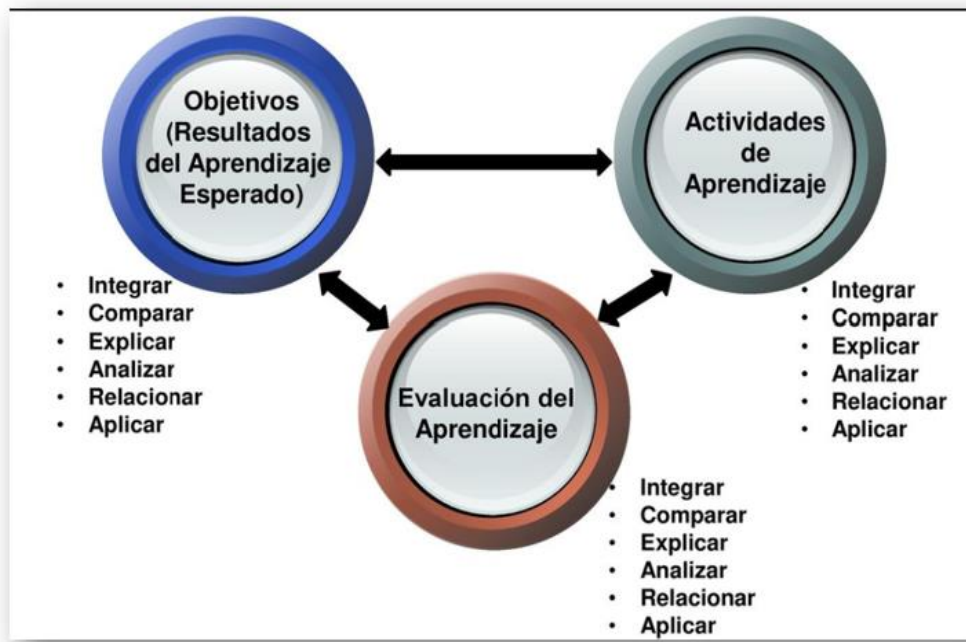 Objetivos
(Resultados
del Aprendizaje
Esperado)
• Integrar
• Comparar
• Explicar
• Analizar
• Relacionar
• Aplicar
Actividades
de
Aprendizaje
• Integrar
• Comparar
• Explicar
• Analizar
• Relacionar
• Aplicar
Evaluación del
Aprendizaje
• Integrar
• Comparar
• Explicar
• Analizar
• Relacionar
• Aplicar